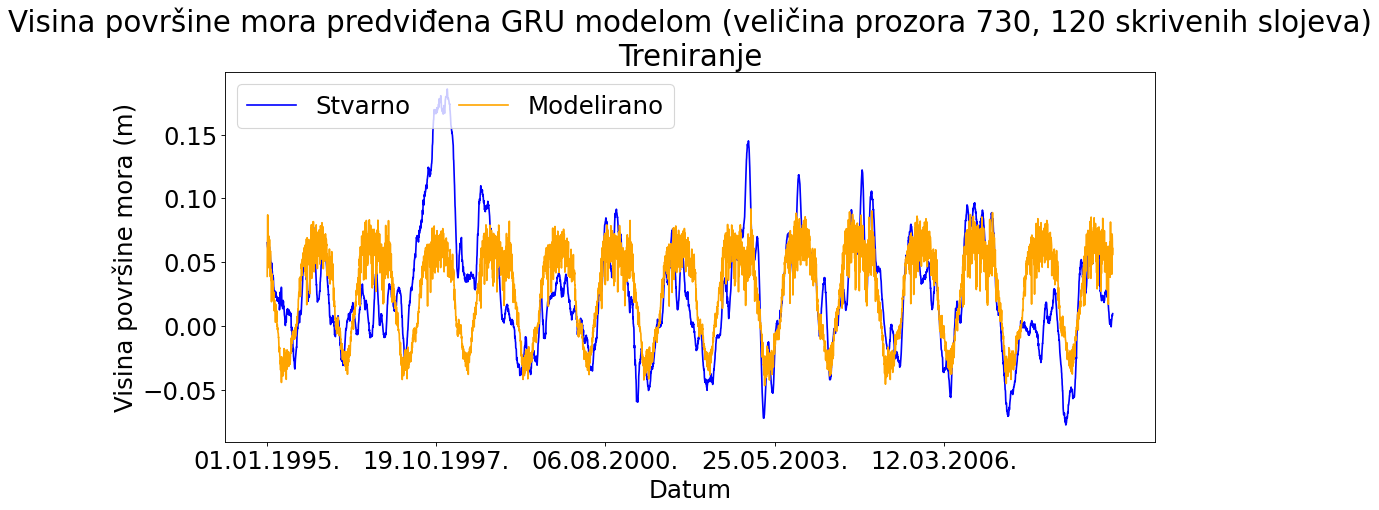 Visina površine mora predviđena GRU modelom (veličina prozora 730, 120 skrivenih slojeva)
Treniranje
Stvarno
Modelirano
Visina površine mora (m)
0.15
0.10
0.05
0.00
−0.05
01.01.1995.
19.10.1997.
06.08.2000.
25.05.2003.
12.03.2006.
Datum